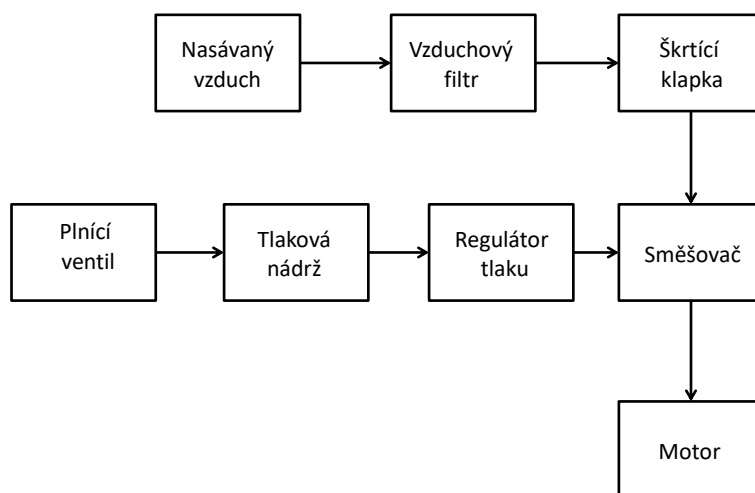 Nasávaný
vzduch
Vzduchový
filtr
Škrtící
klapka
Plnící
ventil
Tlaková
nádrž
Regulátor
tlaku
Směšovač
Motor